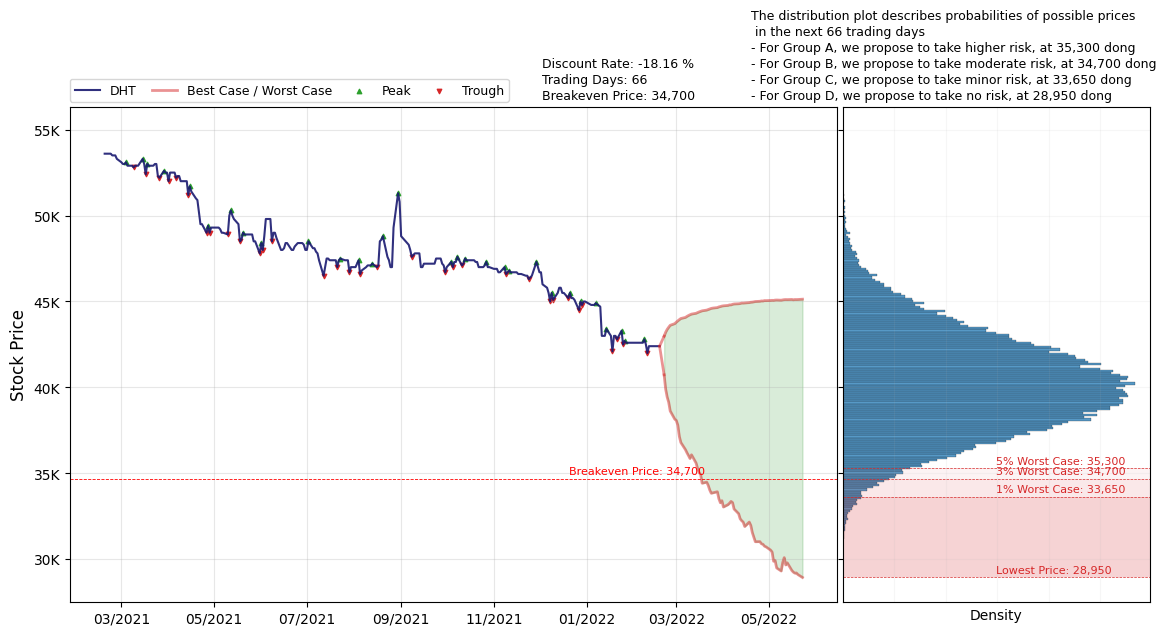 The distribution plot describes probabilities of possible prices
in the next 66 trading days
- For Group A, we propose to take higher risk, at 35,300 dong
- For Group B, we propose to take moderate risk, at 34,700 dong
- For Group C, we propose to take minor risk, at 33,650 dong
- For Group D, we propose to take no risk, at 28,950 dong
Discount Rate: -18.16 %
Trading Days: 66
Breakeven Price: 34,700
DHT
Best Case / Worst Case
Peak
Trough
Stock Price
55K
50K
45K
40K
35K
30K
Breakeven Price: 34,700
5% Worst Case: 35,300
3% Worst Case: 34,700
1% Worst Case: 33,650
Lowest Price: 28,950
03/2021
05/2021
07/2021
09/2021
11/2021
01/2022
03/2022
05/2022
Density